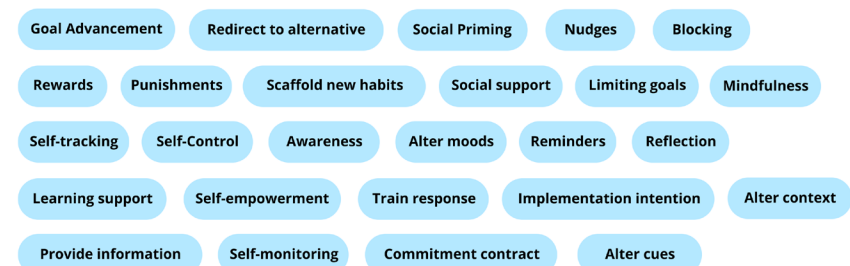 Goal Advancement Redirect to alternative Social Priming Nudges Blocking
Rewards Punishments Scaffold new habits Social support Limiting goals Mindfulness
Self-tracking Self-Control Awareness Alter moods Reminders Reflection
Learning support Self-empowerment Train response Implementation intention Alter context
Provide information Self-monitoring Commitment contract Alter cues